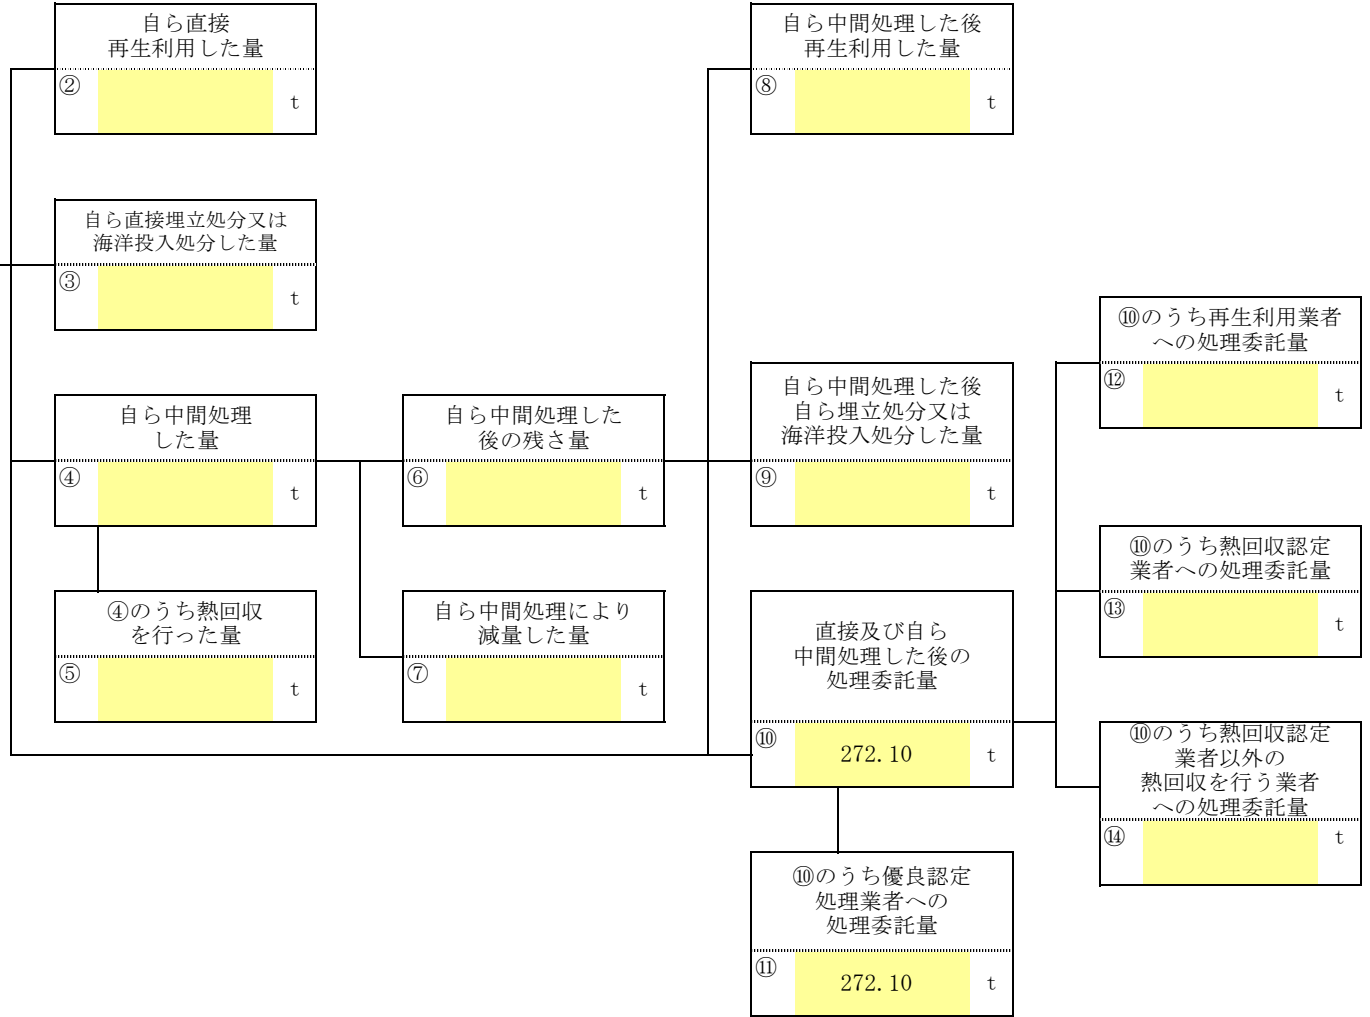 自ら直接
再生利用した量
②
t
自ら直接埋立処分又は
海洋投入処分した量
③
t
自ら中間処理
した量
④
t
④のうち熱回収
を行った量
⑤
t
自ら中間処理した
後の残さ量
⑥
t
自ら中間処理により
減量した量
⑦
t
自ら中間処理した後
再生利用した量
⑧
t
自ら中間処理した後
自ら埋立処分又は
海洋投入処分した量
⑨
t
直接及び自ら
中間処理した後の
処理委託量
⑩ 272.10 t
⑩のうち優良認定
処理業者への
処理委託量
⑪ 272.10 t
⑩のうち再生利用業者
への処理委託量
⑫
t
⑩のうち熱回収認定
業者への処理委託量
⑬
t
⑩のうち熱回収認定
業者以外の
熱回収を行う業者
への処理委託量
⑭
t